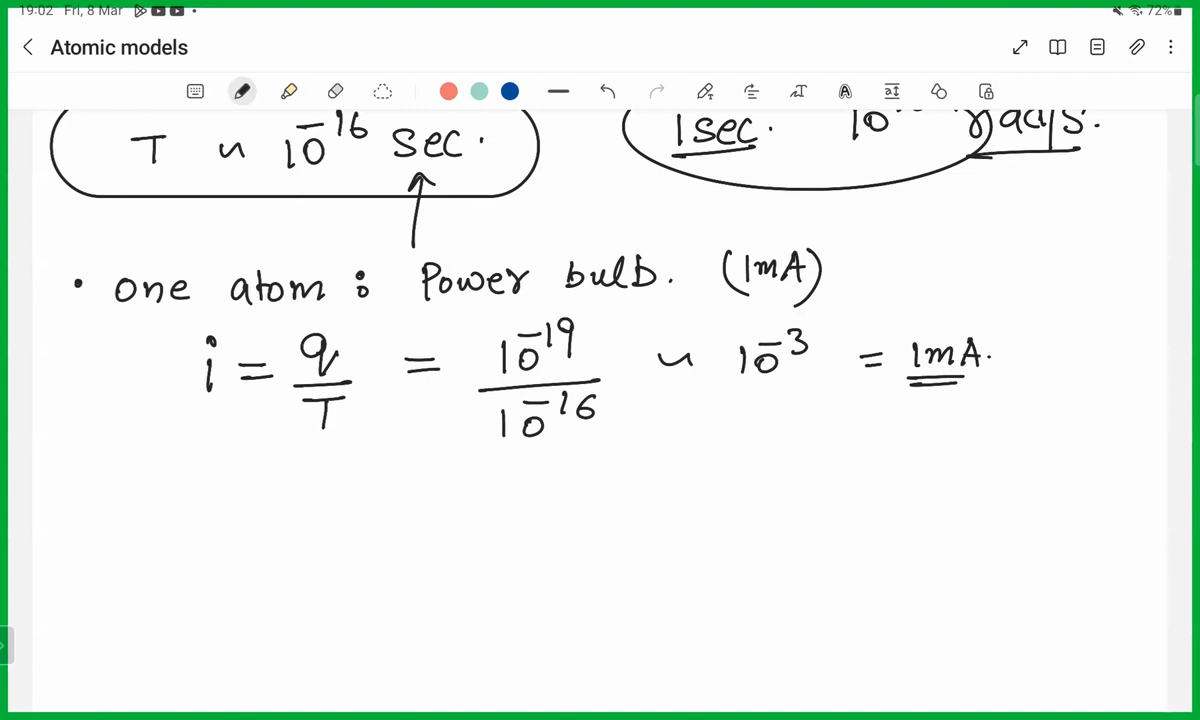 19:02 Fri, 8 Mar 72%
Atomic models
T ~ 10⁻¹⁶ sec. 1sec. 10
• one atom : Power bulb. (1mA)
i = q/T = 10⁻¹⁹/10⁻¹⁶ ~ 10⁻³ = 1mA.